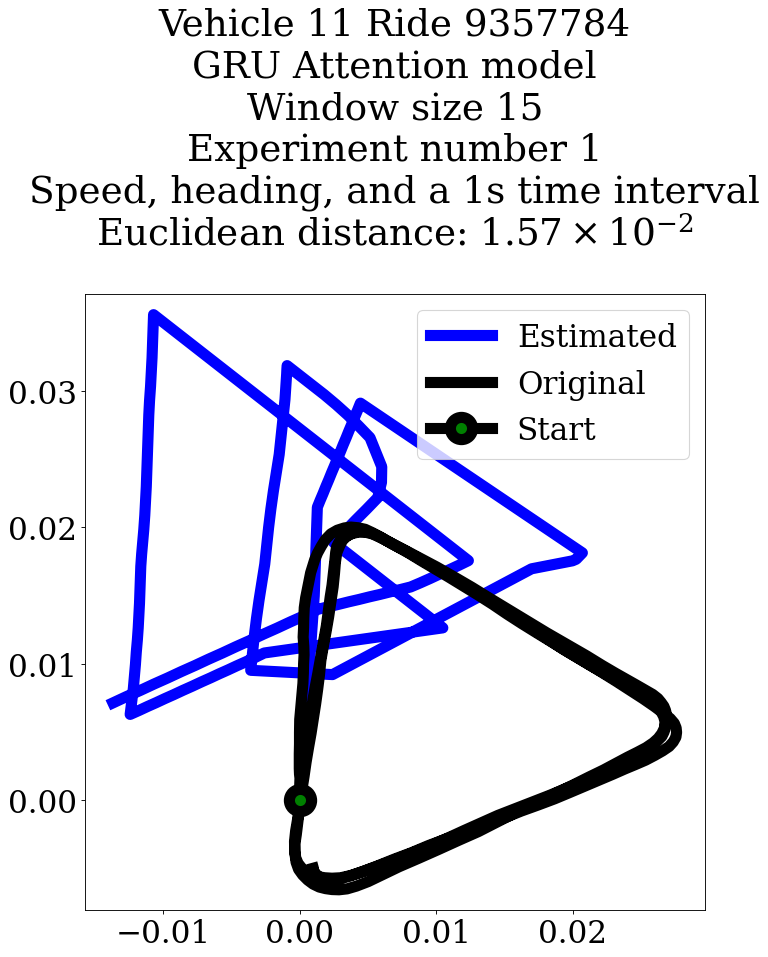 Vehicle 11 Ride 9357784
GRU Attention model
Window size 15
Experiment number 1
Speed, heading, and a 1s time interval
Euclidean distance: 1.57 × 10⁻²
Estimated
Original
Start
0.03
0.02
0.01
0.00
−0.01 0.00 0.01 0.02